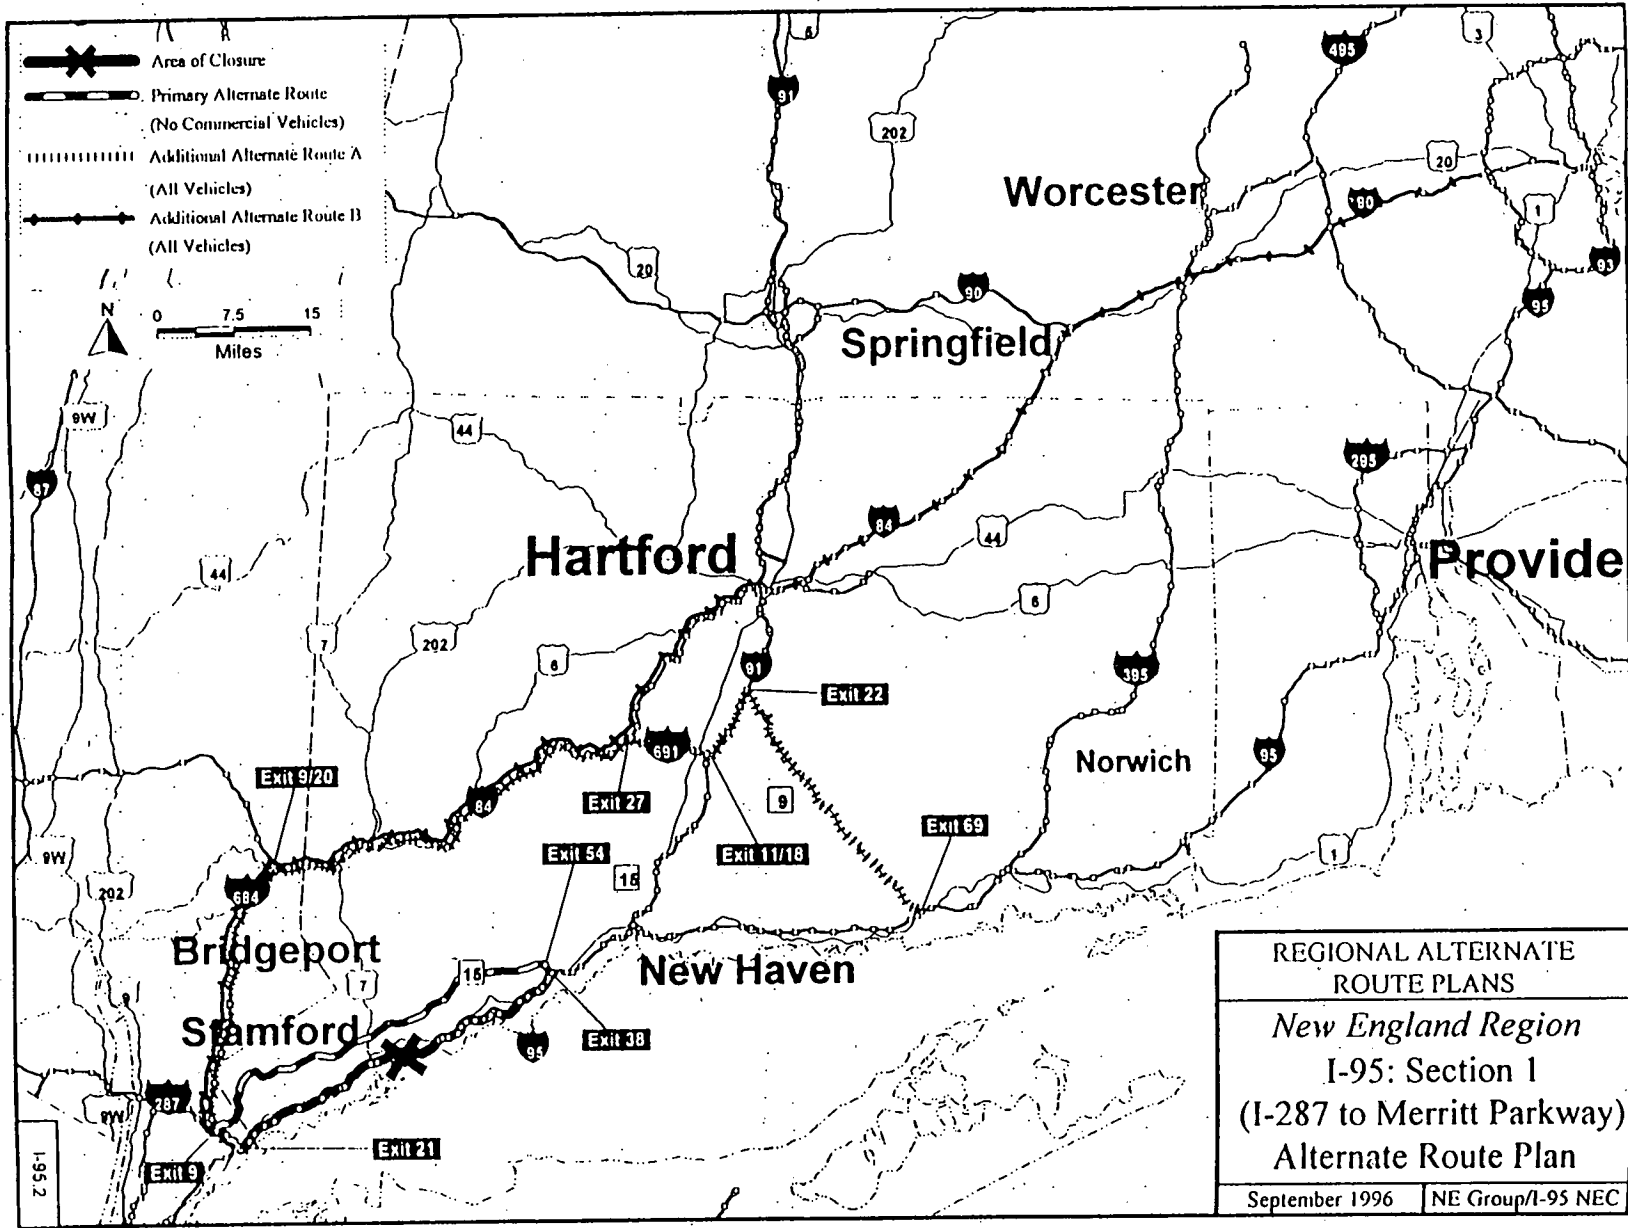 Area of Closure
Primary Alternate Route
(No Commercial Vehicles)
Additional Alternate Route A
(All Vehicles)
Additional Alternate Route B
(All Vehicles)
N
0 7.5 15
Miles
6
91
202
495
3
20
Worcester
90
1
93
95
20
90
Springfield
9W
44
87
295
84
44
Hartford
Provide
44
6
7
202
6
91
395
Exit 22
691
Norwich
95
Exit 9/20
84
Exit 27
9
Exit 69
Exit 54
Exit 11/18
1
9W
15
202
684
Bridgeport
15
New Haven
7
Stamford
95
Exit 38
287
9W
Exit 21
Exit 9
I-95.2
REGIONAL ALTERNATE
ROUTE PLANS
New England Region
I-95: Section 1
(I-287 to Merritt Parkway)
Alternate Route Plan
September 1996 NE Group/I-95 NEC